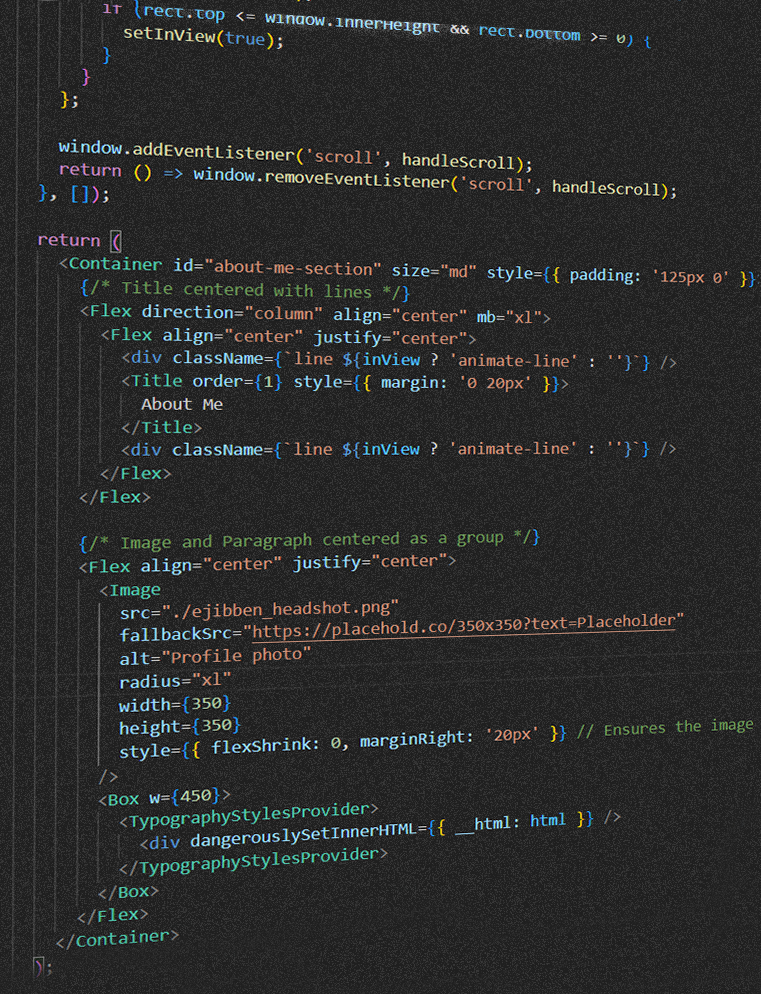 if (rect.top <= window.innerHeight && rect.bottom >= 0) {
setInView(true);
}
}
};
window.addEventListener('scroll', handleScroll);
return () => window.removeEventListener('scroll', handleScroll);
}, []);
return (
<Container id="about-me-section" size="md" style={{ padding: '125px 0' }}
{/* Title centered with lines */}
<Flex direction="column" align="center" mb="xl">
<Flex align="center" justify="center">
<div className={`line ${inView ? 'animate-line' : ''}`} />
<Title order={1} style={{ margin: '0 20px' }}>
About Me
</Title>
<div className={`line ${inView ? 'animate-line' : ''}`} />
</Flex>
</Flex>
{/* Image and Paragraph centered as a group */}
<Flex align="center" justify="center">
<Image
src="./ejibben_headshot.png"
fallbackSrc="https://placehold.co/350x350?text=Placeholder"
alt="Profile photo"
radius="xl"
width={350}
height={350}
style={{ flexShrink: 0, marginRight: '20px' }} // Ensures the image
/>
<Box w={450}>
<TypographyStylesProvider>
<div dangerouslySetInnerHTML={{ __html: html }} />
</TypographyStylesProvider>
</Box>
</Flex>
</Container>
);